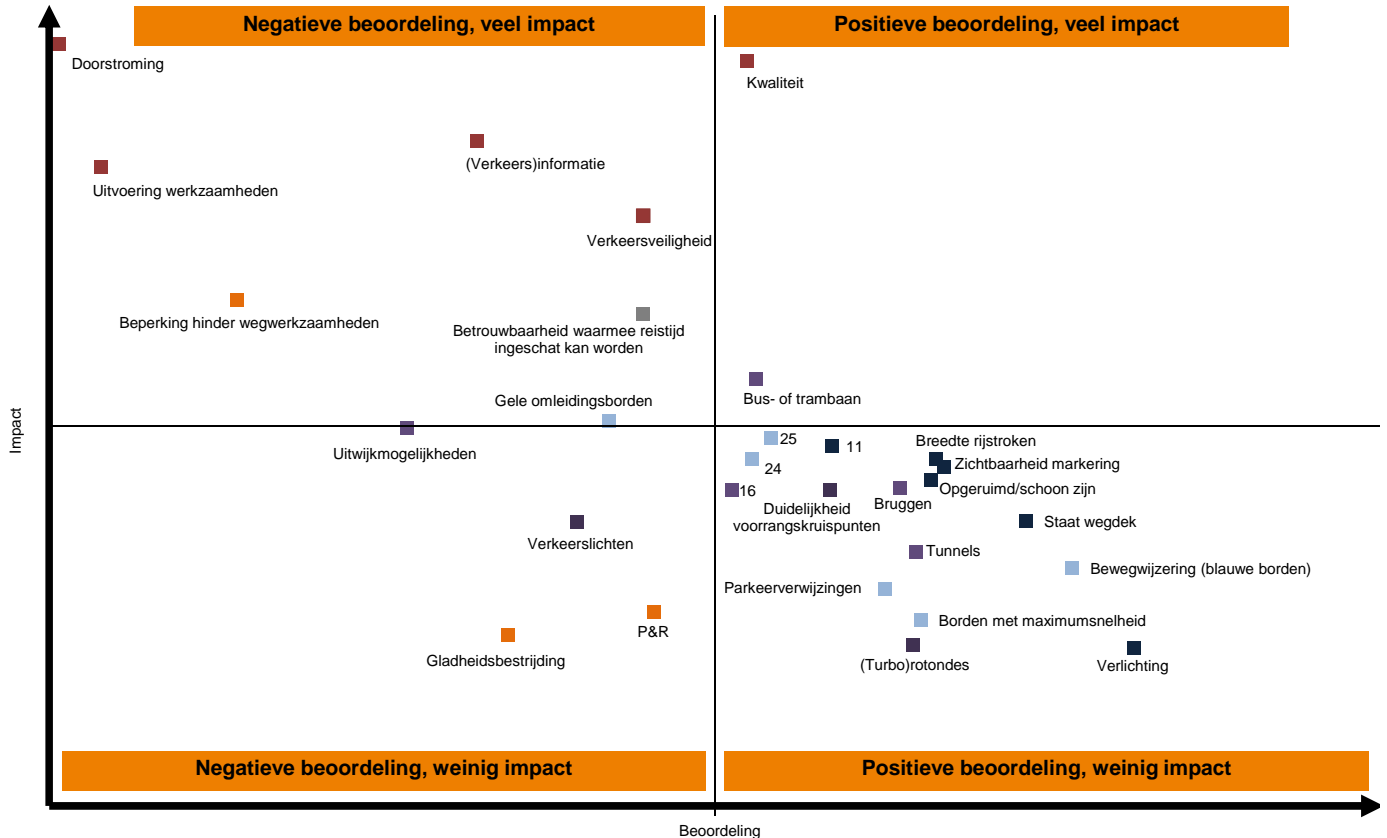 Negatieve beoordeling, veel impact
Positieve beoordeling, veel impact
Doorstroming
Kwaliteit
(Verkeers)informatie
Uitvoering werkzaamheden
Verkeersveiligheid
Beperking hinder wegwerkzaamheden
Betrouwbaarheid waarmee reistijd
ingeschat kan worden
Gele omleidingsborden
Bus- of trambaan
Impact
Uitwijkmogelijkheden
25
11
Breedte rijstroken
24
Zichtbaarheid markering
16
Opgeruimd/schoon zijn
Duidelijkheid
voorrangskruispunten
Bruggen
Staat wegdek
Verkeerslichten
Tunnels
Bewegwijzering (blauwe borden)
Parkeerverwijzingen
Borden met maximumsnelheid
P&R
Gladheidsbestrijding
(Turbo)rotondes
Verlichting
Negatieve beoordeling, weinig impact
Positieve beoordeling, weinig impact
Beoordeling